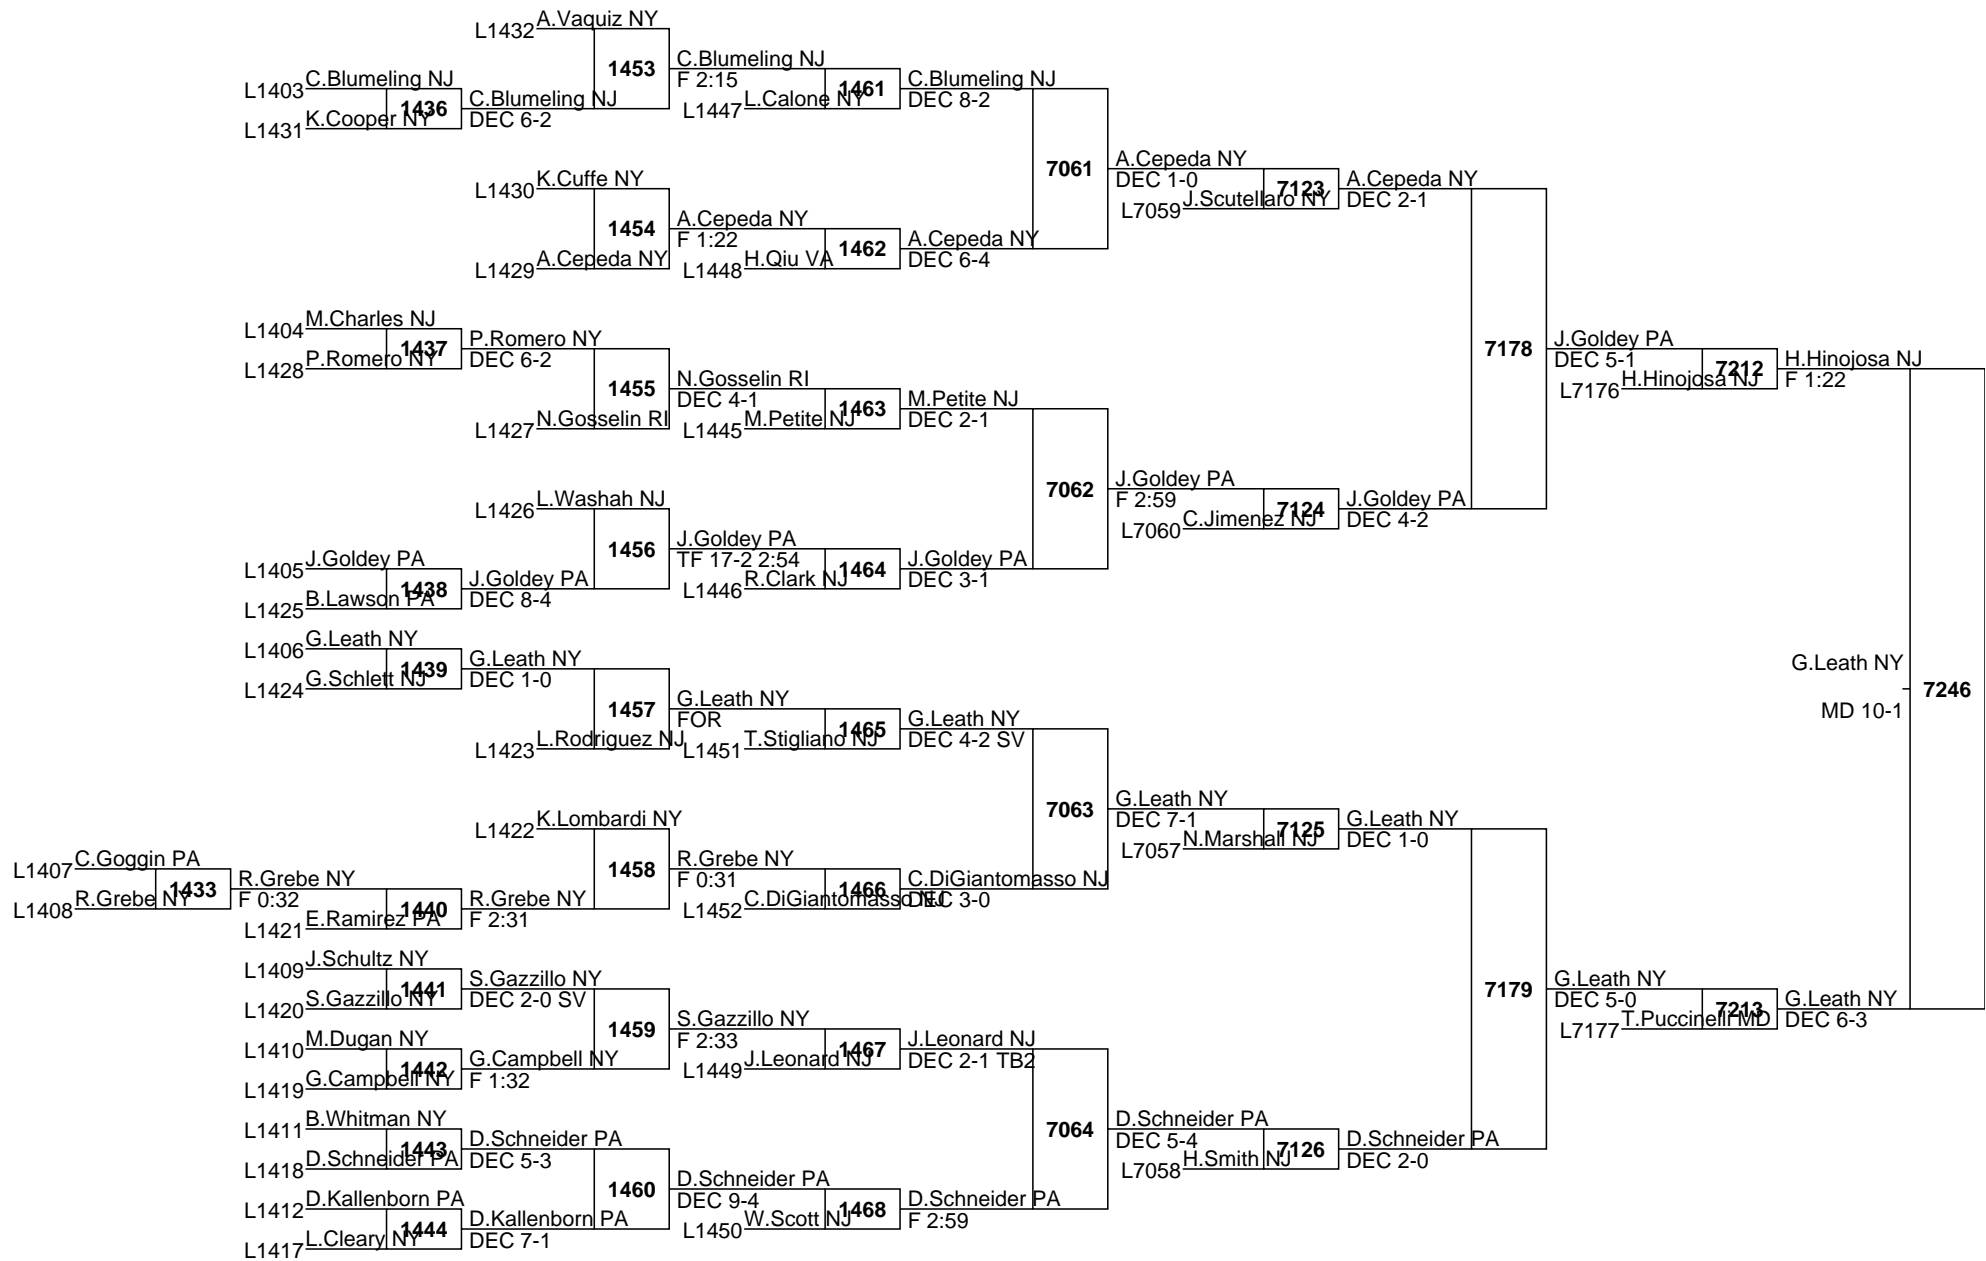 L1432 A.Vaquiz NY
1453
L1403 C.Blumeling NJ
1436
L1431 K.Cooper NY
C.Blumeling NJ
DEC 6-2
C.Blumeling NJ
F 2:15
L1447 L.Calone NY
1461
C.Blumeling NJ
DEC 8-2
L1430 K.Cuffe NY
1454
L1429 A.Cepeda NY
A.Cepeda NY
F 1:22
L1448 H.Qiu VA
1462
A.Cepeda NY
DEC 6-4
7061
A.Cepeda NY
DEC 1-0
L7059 J.Scutellaro NY
7123
A.Cepeda NY
DEC 2-1
L1404 M.Charles NJ
1437
L1428 P.Romero NY
P.Romero NY
DEC 6-2
1455
L1427 N.Gosselin RI
N.Gosselin RI
DEC 4-1
L1445 M.Petite NJ
1463
M.Petite NJ
DEC 2-1
L1426 L.Washah NJ
1456
L1405 J.Goldey PA
1438
L1425 B.Lawson PA
J.Goldey PA
DEC 8-4
J.Goldey PA
TF 17-2 2:54
L1446 R.Clark NJ
1464
J.Goldey PA
DEC 3-1
7062
J.Goldey PA
F 2:59
L7060 C.Jimenez NJ
7124
J.Goldey PA
DEC 4-2
7178
J.Goldey PA
DEC 5-1
L7176 H.Hinojosa NJ
7212
H.Hinojosa NJ
F 1:22
L1406 G.Leath NY
1439
L1424 G.Schlett NJ
G.Leath NY
DEC 1-0
1457
L1423 L.Rodriguez NJ
G.Leath NY
FOR
L1451 T.Stigliano NJ
1465
G.Leath NY
DEC 4-2 SV
G.Leath NY
MD 10-1
7246
L1422 K.Lombardi NY
1458
L1407 C.Goggin PA
1433
L1408 R.Grebe NY
R.Grebe NY
F 0:32
1440
L1421 E.Ramirez PA
R.Grebe NY
F 2:31
R.Grebe NY
F 0:31
L1452 C.DiGiantomasso NJ
1466
C.DiGiantomasso NJ
DEC 3-0
7063
G.Leath NY
DEC 7-1
L7057 N.Marshall NJ
7125
G.Leath NY
DEC 1-0
L1409 J.Schultz NY
1441
L1420 S.Gazzillo NY
S.Gazzillo NY
DEC 2-0 SV
1459
L1410 M.Dugan NY
1442
L1419 G.Campbell NY
G.Campbell NY
F 1:32
S.Gazzillo NY
F 2:33
L1449 J.Leonard NJ
1467
J.Leonard NJ
DEC 2-1 TB2
L1411 B.Whitman NY
1443
L1418 D.Schneider PA
D.Schneider PA
DEC 5-3
1460
L1412 D.Kallenborn PA
1444
L1417 L.Cleary NY
D.Kallenborn PA
DEC 7-1
D.Schneider PA
DEC 9-4
L1450 W.Scott NJ
1468
D.Schneider PA
F 2:59
7064
D.Schneider PA
DEC 5-4
L7058 H.Smith NJ
7126
D.Schneider PA
DEC 2-0
7179
G.Leath NY
DEC 5-0
L7177 T.Puccinelli MD
7213
G.Leath NY
DEC 6-3